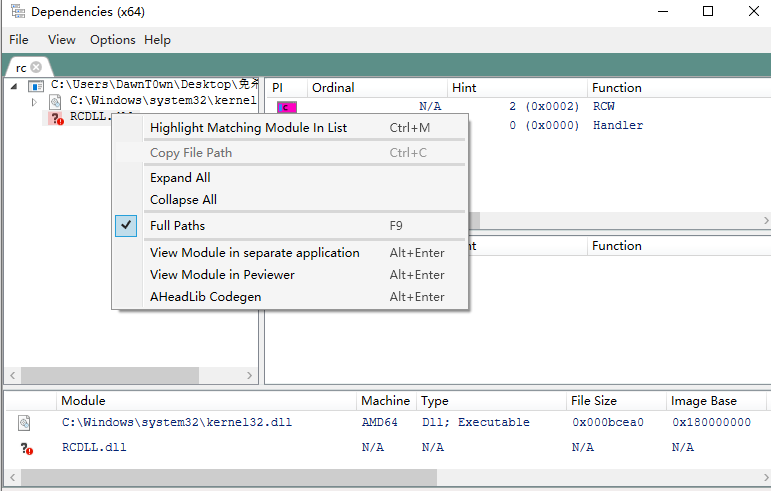 Dependencies (x64)
File View Options Help
rc
C:\Users\DawnT0wn\Desktop\免杀
C:\Windows\system32\kernel
RCDLL.dll
PI Ordinal Hint Function
C N/A 2 (0x0002) RCW
0 (0x0000) Handler
Highlight Matching Module In List Ctrl+M
Copy File Path Ctrl+C
Expand All
Collapse All
Full Paths F9
View Module in separate application Alt+Enter
View Module in Peviewer Alt+Enter
AHeadLib Codegen Alt+Enter
nt Function
Module Machine Type File Size Image Base
C:\Windows\system32\kernel32.dll AMD64 Dll; Executable 0x000bcea0 0x180000000
RCDLL.dll N/A N/A N/A N/A